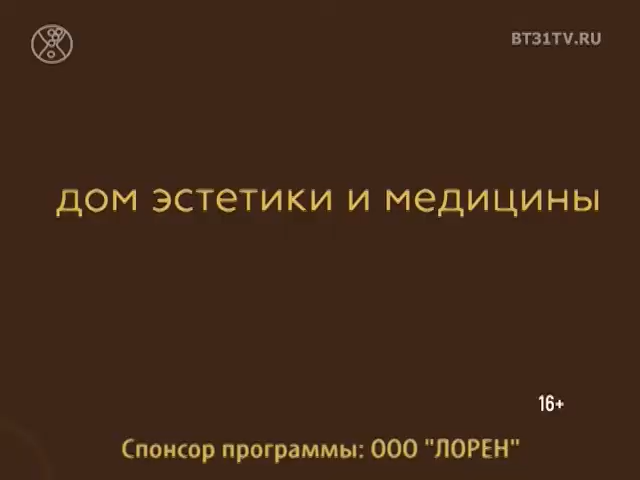 BT31TV.RU
дом эстетики и медицины
16+
Спонсор программы: ООО "ЛОРЕН"